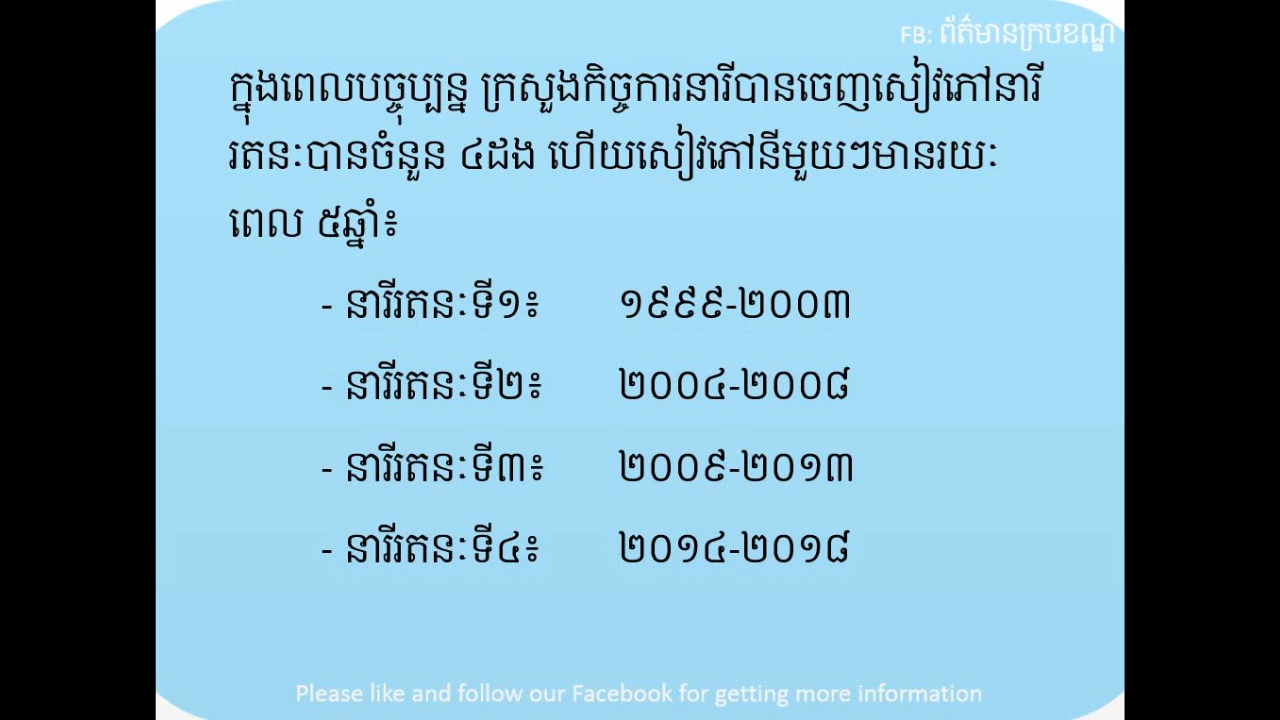 FB: ព័ត៌មានក្របខណ្ឌ
ក្នុងពេលបច្ចុប្បន្ន ក្រសួងកិច្ចការនារីបានចេញសៀវភៅនារី
រតនៈបានចំនួន ៤ដង ហើយសៀវភៅនីមួយៗមានរយៈ
ពេល ៥ឆ្នាំ៖
- នារីរតនៈទី១៖ ១៩៩៩-២០០៣
- នារីរតនៈទី២៖ ២០០៤-២០០៨
- នារីរតនៈទី៣៖ ២០០៩-២០១៣
- នារីរតនៈទី៤៖ ២០១៤-២០១៨
Please like and follow our Facebook for getting more information